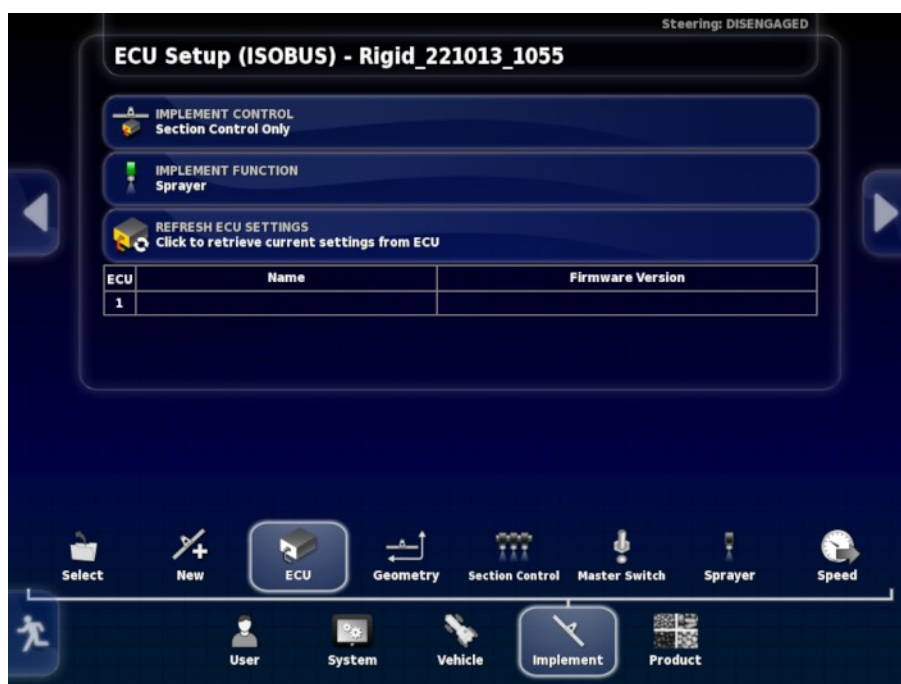 Steering: DISENGAGED
ECU Setup (ISOBUS) - Rigid_221013_1055
IMPLEMENT CONTROL
Section Control Only
IMPLEMENT FUNCTION
Sprayer
REFRESH ECU SETTINGS
Click to retrieve current settings from ECU
ECU Name Firmware Version
1
Select New ECU Geometry Section Control Master Switch Sprayer Speed
User System Vehicle Implement Product